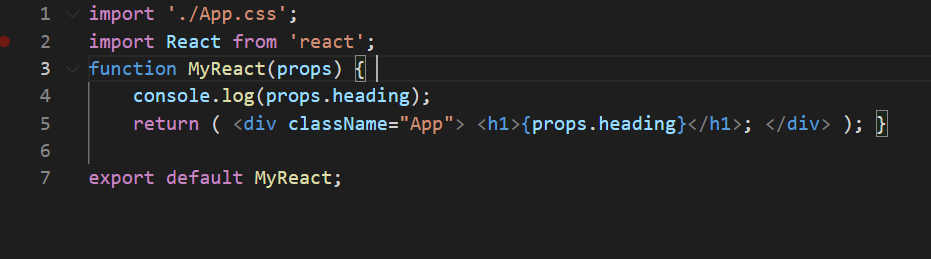 1 import './App.css';
2 import React from 'react';
3 function MyReact(props) {
4 console.log(props.heading);
5 return ( <div className="App"> <h1>{props.heading}</h1>; </div> ); }
6
7 export default MyReact;